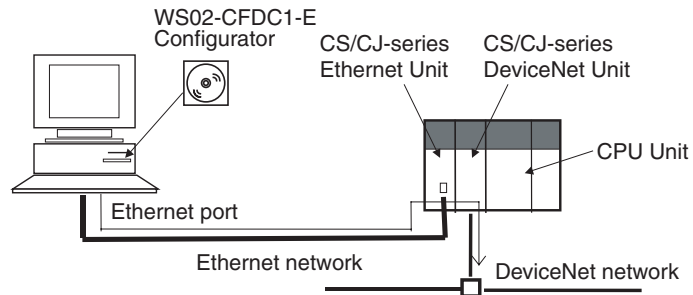 WS02-CFDC1-E
Configurator
CS/CJ-series
Ethernet Unit
CS/CJ-series
DeviceNet Unit
CPU Unit
Ethernet port
Ethernet network
DeviceNet network